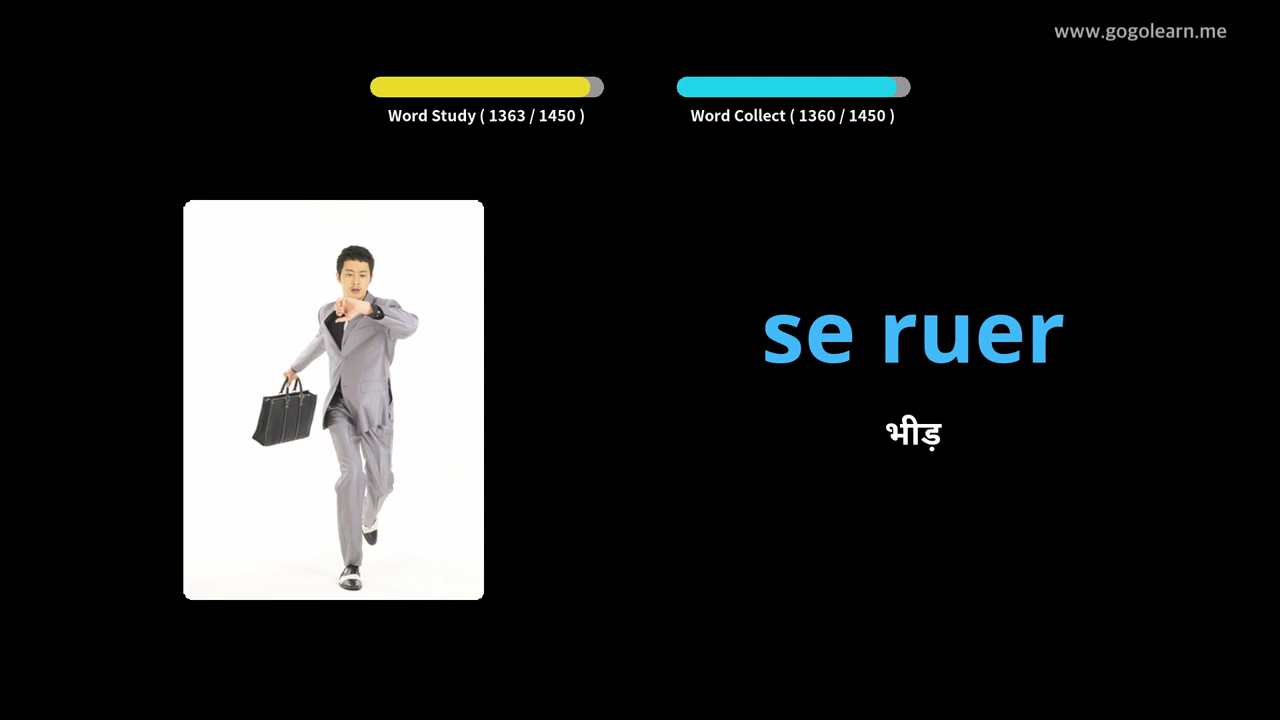 www.gogolearn.me
Word Study ( 1363 / 1450 )
Word Collect ( 1360 / 1450 )
se ruer
भीड़